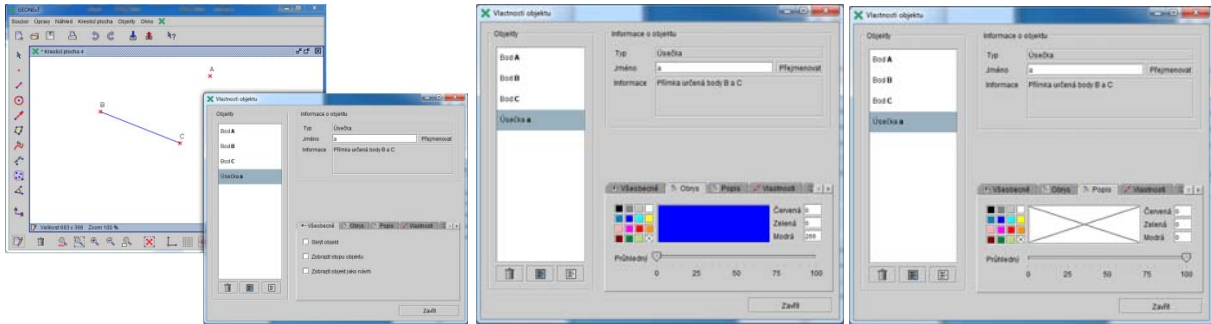 GEONExT
Soubor Úpravy Náhled Kreslicí plocha Objekty Okno
* Kreslicí plocha 4
A
B
C
Velikost 603 x 368 Zoom 100 %
Vlastnosti objektu
Objekty
Bod A
Bod B
Bod C
Úsečka a
Informace o objektu
Typ Úsečka
Jméno a Přejmenovat
Informace Přímka určená body B a C
Všeobecné Obrys Popis Vlastnosti
Skrýt objekt
Zobrazit stopu objektu
Zobrazit objekt jako návrh
Zavřít
Vlastnosti objektu
Objekty
Bod A
Bod B
Bod C
Úsečka a
Informace o objektu
Typ Úsečka
Jméno a Přejmenovat
Informace Přímka určená body B a C
Všeobecné Obrys Popis Vlastnosti
Červená 0
Zelená 0
Modrá 255
Průhledný
0 25 50 75 100
Zavřít
Vlastnosti objektu
Objekty
Bod A
Bod B
Bod C
Úsečka a
Informace o objektu
Typ Úsečka
Jméno a Přejmenovat
Informace Přímka určená body B a C
Všeobecné Obrys Popis Vlastnosti
Červená 0
Zelená 0
Modrá 0
Průhledný
0 25 50 75 100
Zavřít